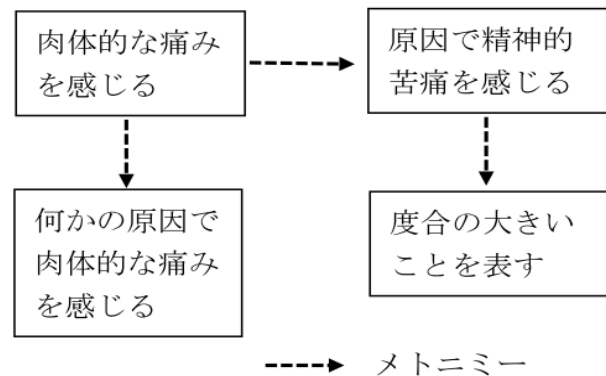 肉体的な痛み
を感じる
原因で精神的
苦痛を感じる
何かの原因で
肉体的な痛み
を感じる
度合の大きい
ことを表す
メトニミー